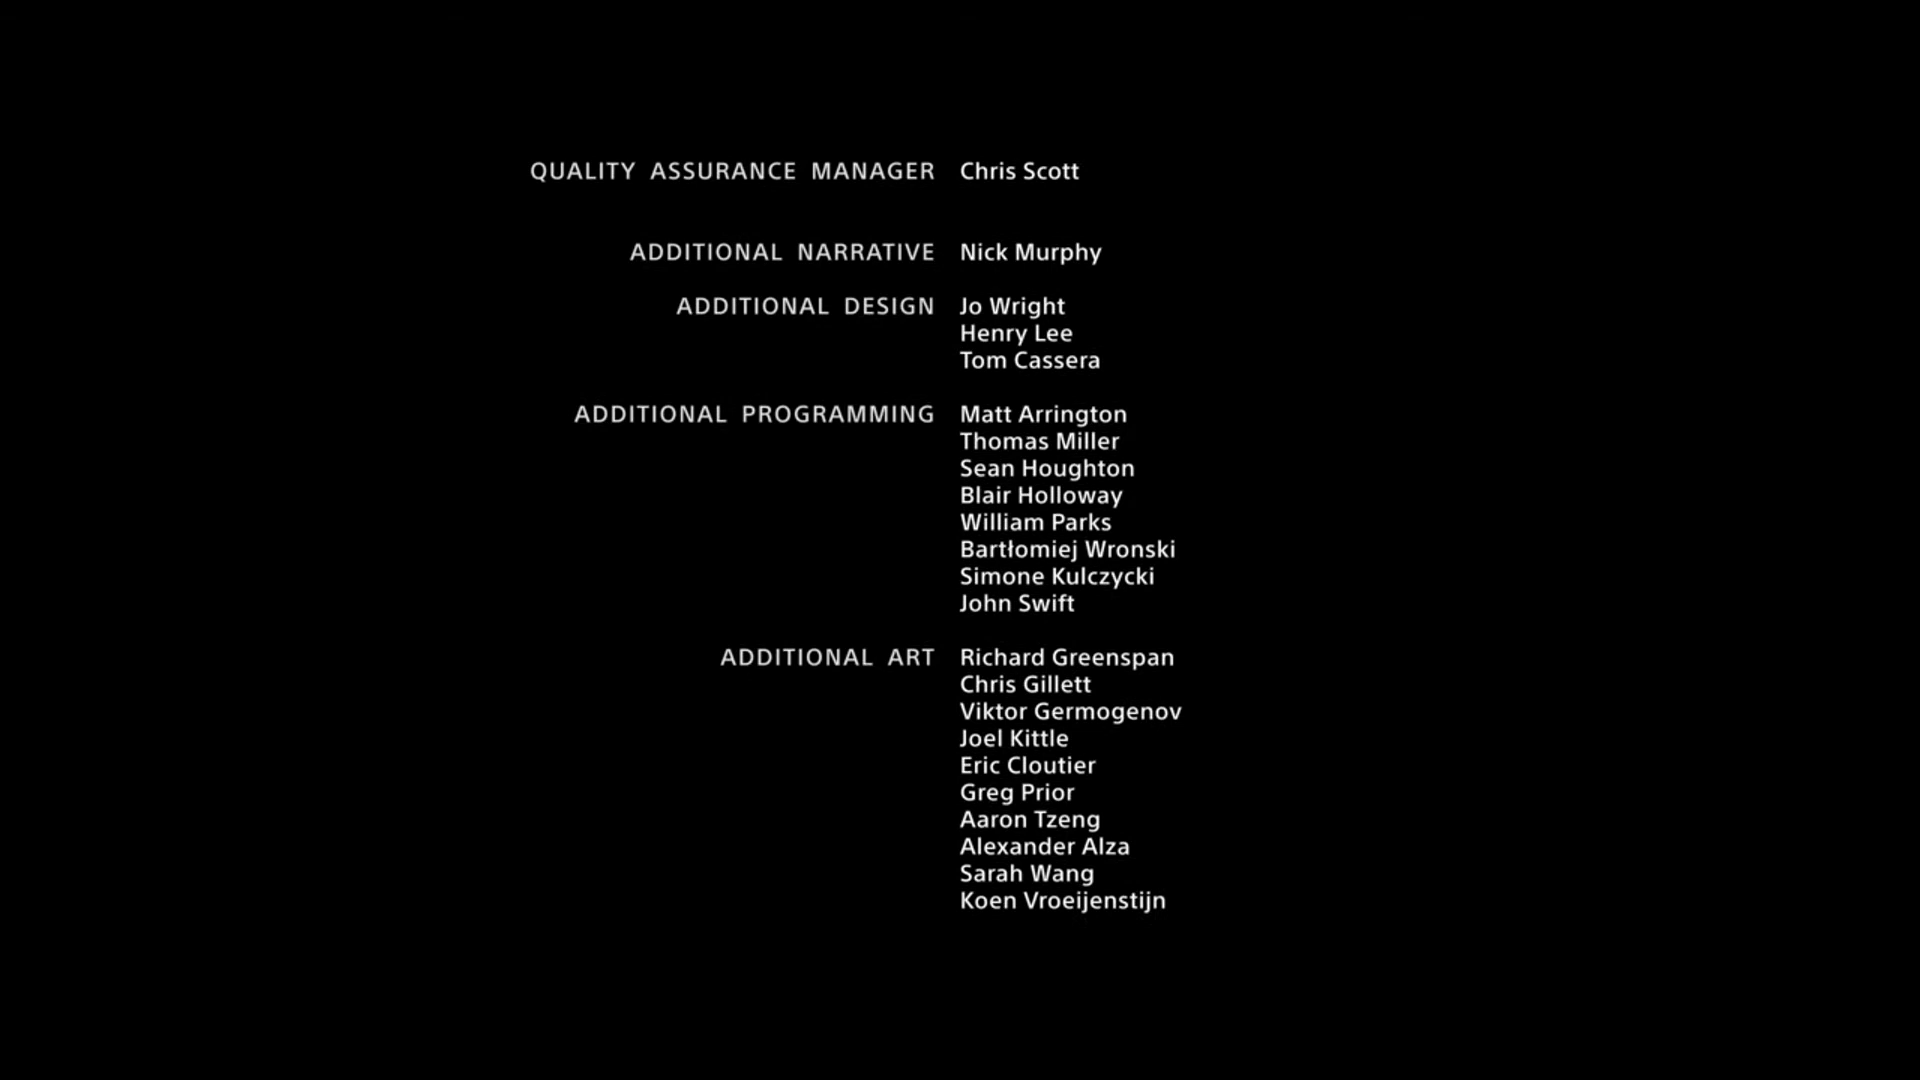 QUALITY ASSURANCE MANAGER Chris Scott
ADDITIONAL NARRATIVE Nick Murphy
ADDITIONAL DESIGN Jo Wright
Henry Lee
Tom Cassera
ADDITIONAL PROGRAMMING Matt Arrington
Thomas Miller
Sean Houghton
Blair Holloway
William Parks
Bartłomiej Wronski
Simone Kulczycki
John Swift
ADDITIONAL ART Richard Greenspan
Chris Gillett
Viktor Germogenov
Joel Kittle
Eric Cloutier
Greg Prior
Aaron Tzeng
Alexander Alza
Sarah Wang
Koen Vroeijenstijn